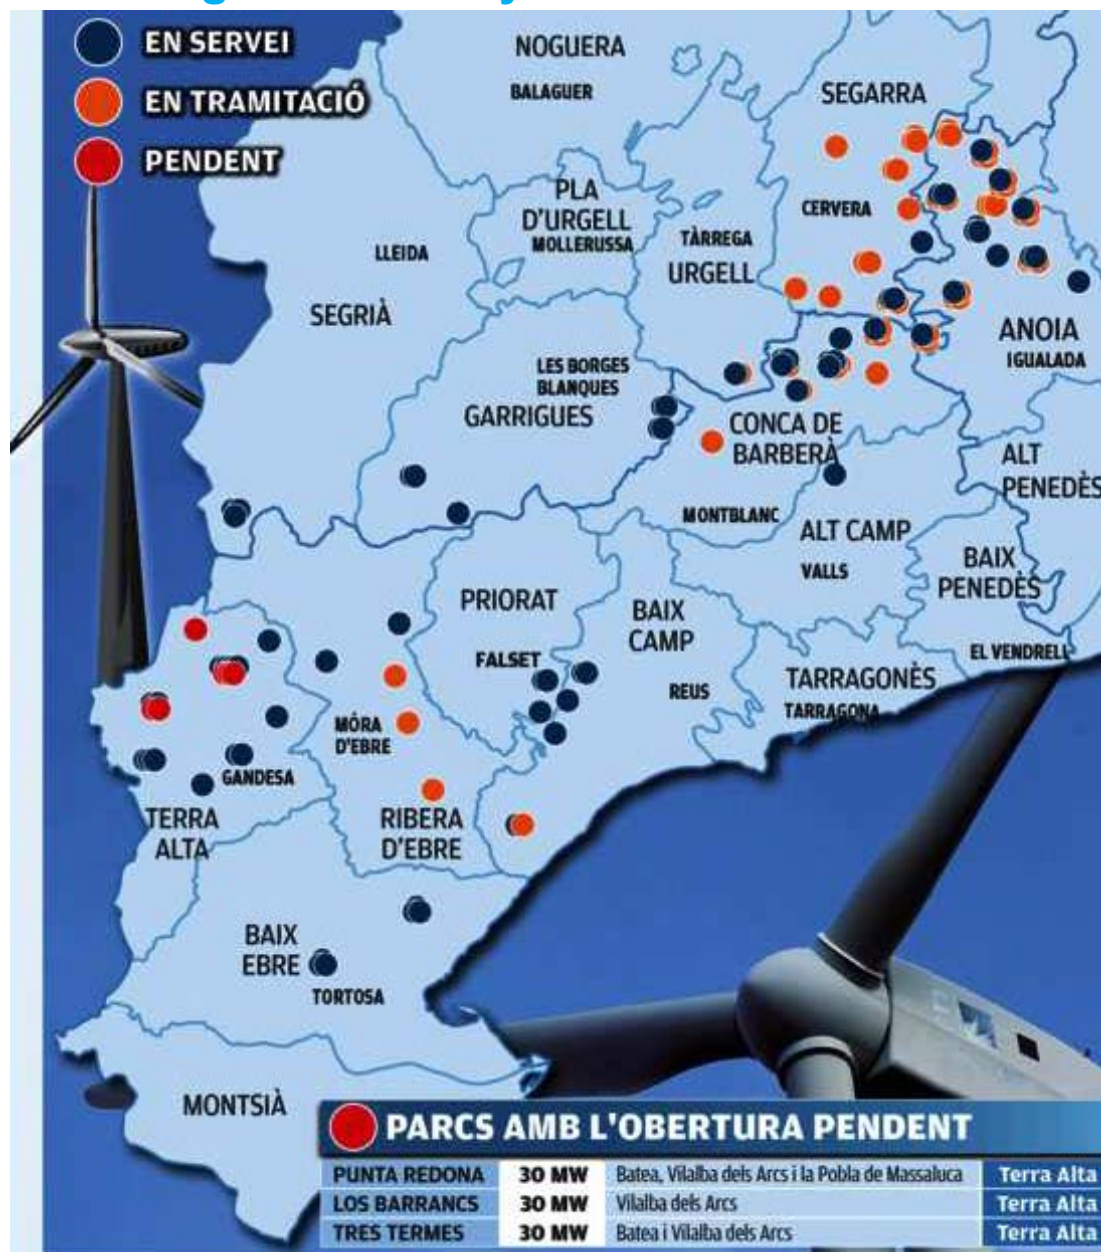 EN SERVEI
EN TRAMITACIÓ
PENDENT
NOGUERA
BALAGUER
SEGARRA
CERVERA
PLA
D'URGELL
MOLLERUSSA
TÀRREGA
URGELL
LLEIDA
SEGRIÀ
ANOIA
IGUALADA
LES BORGES
BLANQUES
GARRIGUES
CONCA DE
BARBERÀ
MONTBLANC
ALT
PENEDÈS
ALT CAMP
VALLS
BAIX
PENEDÈS
EL VENDRELL
PRIORAT
FALSET
BAIX
CAMP
REUS
TARRAGONÈS
TARRAGONA
MÓRA
D'EBRE
GANDESA
TERRA
ALTA
RIBERA
D'EBRE
BAIX
EBRE
TORTOSA
MONTSIÀ
PARCS AMB L'OBERTURA PENDENT
PUNTA REDONA 30 MW Batea, Vilalba dels Arcs i la Pobla de Massaluca Terra Alta
LOS BARRANCS 30 MW Vilalba dels Arcs Terra Alta
TRES TERMES 30 MW Batea i Vilalba dels Arcs Terra Alta